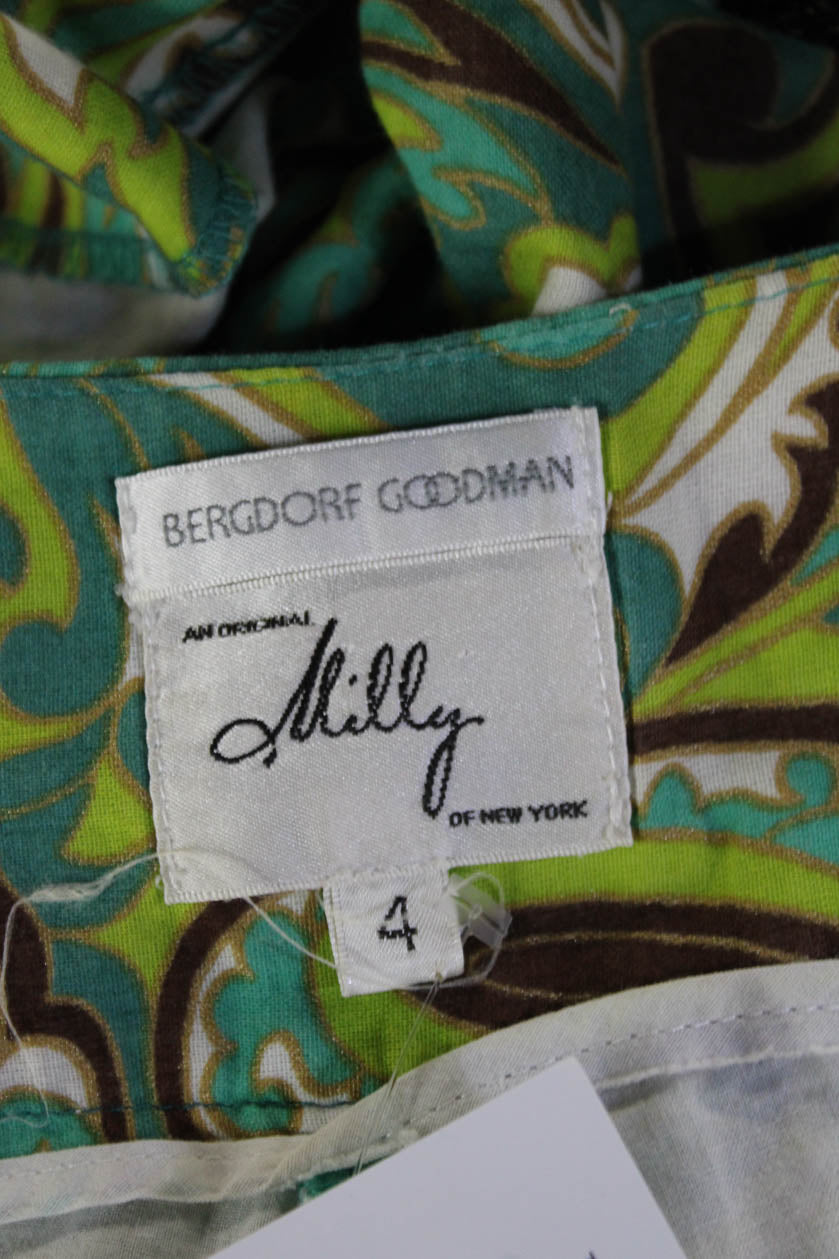 BERGDORF GOODMAN
AN ORIGINAL
Milly
OF NEW YORK
4